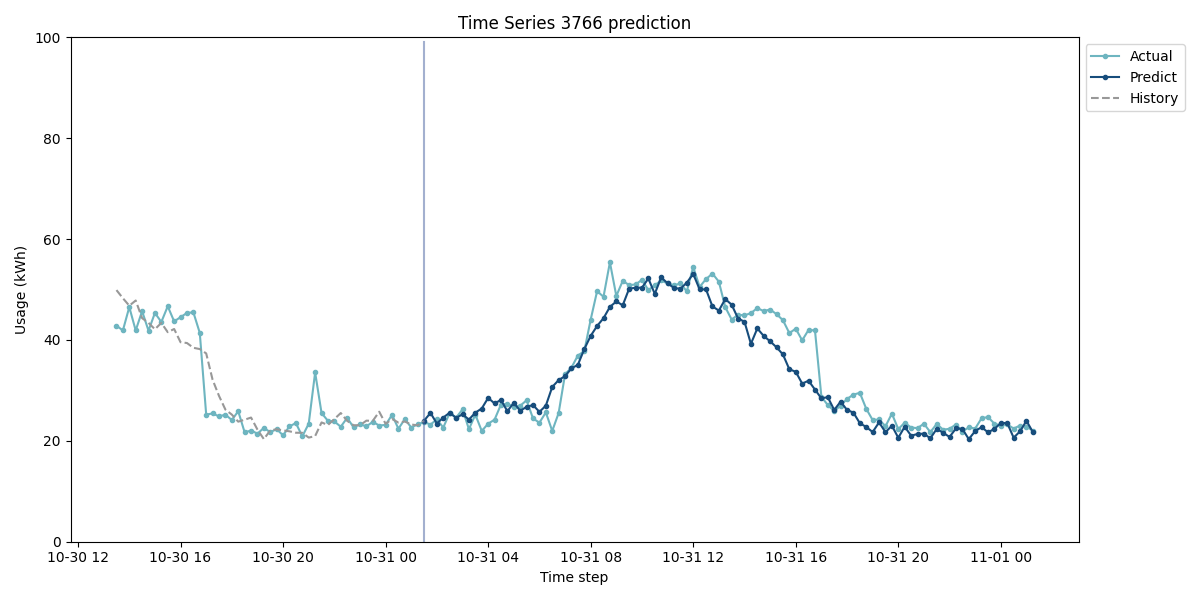 Time Series 3766 prediction
100
80
60
40
20
0
Usage (kWh)
10-30 12
10-30 16
10-30 20
10-31 00
10-31 04
10-31 08
10-31 12
10-31 16
10-31 20
11-01 00
Time step
Actual
Predict
History